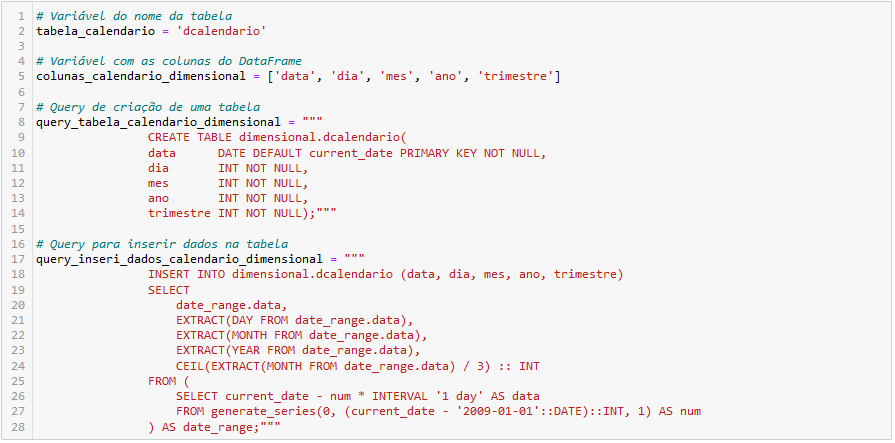 1 # Variável do nome da tabela
2 tabela_calendario = 'dcalendario'
3
4 # Variável com as colunas do DataFrame
5 colunas_calendario_dimensional = ['data', 'dia', 'mes', 'ano', 'trimestre']
6
7 # Query de criação de uma tabela
8 query_tabela_calendario_dimensional = """
9 CREATE TABLE dimensional.dcalendario(
10 data DATE DEFAULT current_date PRIMARY KEY NOT NULL,
11 dia INT NOT NULL,
12 mes INT NOT NULL,
13 ano INT NOT NULL,
14 trimestre INT NOT NULL);"""
15
16 # Query para inserir dados na tabela
17 query_inseri_dados_calendario_dimensional = """
18 INSERT INTO dimensional.dcalendario (data, dia, mes, ano, trimestre)
19 SELECT
20 date_range.data,
21 EXTRACT(DAY FROM date_range.data),
22 EXTRACT(MONTH FROM date_range.data),
23 EXTRACT(YEAR FROM date_range.data),
24 CEIL(EXTRACT(MONTH FROM date_range.data) / 3) :: INT
25 FROM (
26 SELECT current_date - num * INTERVAL '1 day' AS data
27 FROM generate_series(0, (current_date - '2009-01-01'::DATE)::INT, 1) AS num
28 ) AS date_range;"""